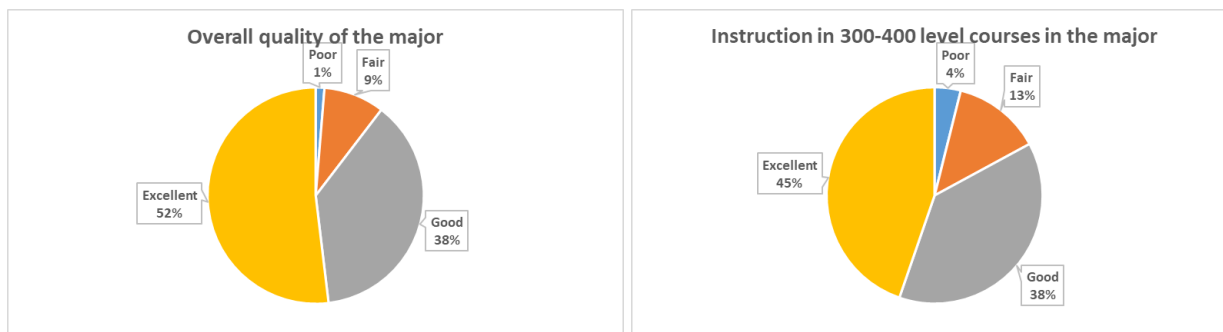 Overall quality of the major
Poor
1%
Fair
9%
Excellent
52%
Good
38%
Instruction in 300-400 level courses in the major
Poor
4%
Fair
13%
Excellent
45%
Good
38%